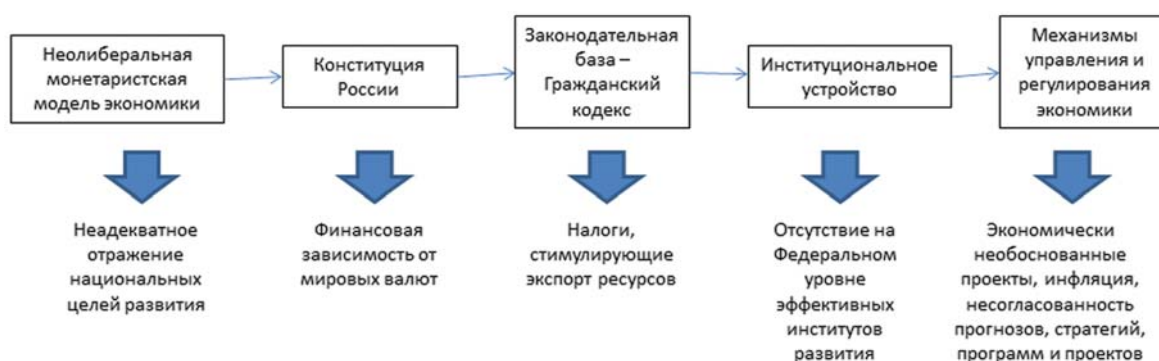 Неолиберальная
монетаристская
модель экономики
Конституция
России
Законодательная
база –
Гражданский
кодекс
Институциональное
устройство
Механизмы
управления и
регулирования
экономики
Неадекватное
отражение
национальных
целей развития
Финансовая
зависимость от
мировых валют
Налоги,
стимулирующие
экспорт ресурсов
Отсутствие на
Федеральном
уровне
эффективных
институтов
развития
Экономически
необоснованные
проекты, инфляция,
несогласованность
прогнозов, стратегий,
программ и проектов